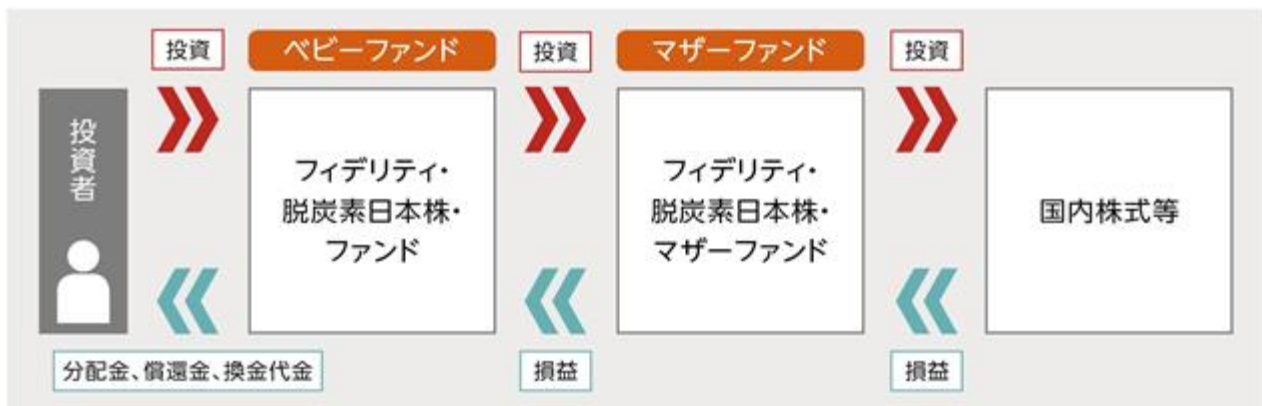 投資
ベビーファンド
投資
マザーファンド
投資
投資者
フィデリティ・
脱炭素日本株・
ファンド
フィデリティ・
脱炭素日本株・
マザーファンド
国内株式等
分配金、償還金、換金代金
損益
損益